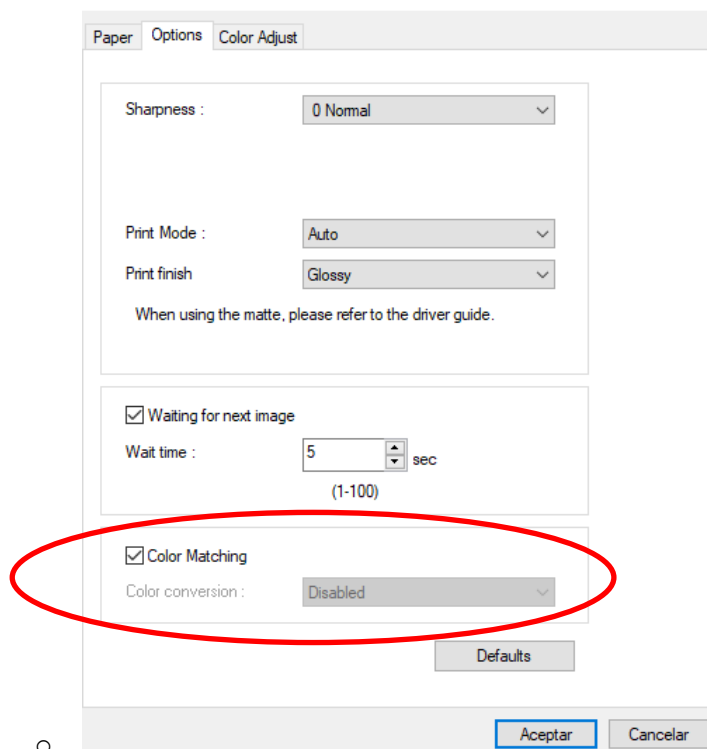 Paper Options Color Adjust
Sharpness : 0 Normal
Print Mode : Auto
Print finish Glossy
When using the matte, please refer to the driver guide.
Waiting for next image
Wait time : 5 sec
(1-100)
Color Matching
Color conversion : Disabled
Defaults
Aceptar Cancelar